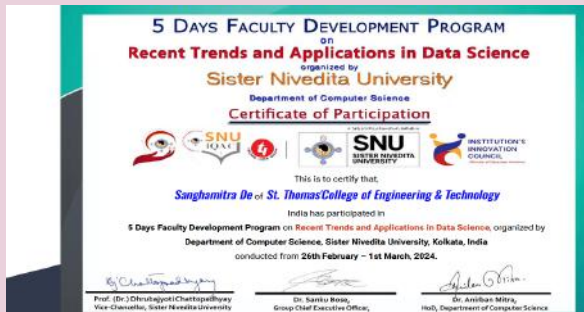 5 Days Faculty Development Program
on
Recent Trends and Applications in Data Science
organized by
Sister Nivedita University
Department of Computer Science
Certificate of Participation
SNU
IQAC
SNU
SISTER NIVEDITA
UNIVERSITY
INSTITUTION'S
INNOVATION
COUNCIL
This is to certify that,
Sanghamitra De of St. Thomas'College of Engineering & Technology
India has participated in
5 Days Faculty Development Program on Recent Trends and Applications in Data Science, organized by
Department of Computer Science, Sister Nivedita University, Kolkata, India
conducted from 26th February – 1st March, 2024.
Prof. (Dr.) Dhrubajyoti Chattopadhyay
Vice-Chancellor, Sister Nivedita University
Dr. Sanku Bose,
Group Chief Executive Officer,
Dr. Aniban Mitra,
HoD, Department of Computer Science